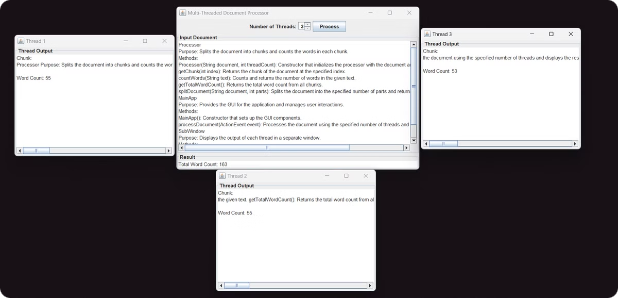 Multi-Threaded Document Processor
Number of Threads: 3 Process
Input Document
Processor
Purpose: Splits the document into chunks and counts the words in each chunk.
Methods:
Processor(String document, int threadCount): Constructor that initializes the processor with the document a
getChunk(int index): Returns the chunk of the document at the specified index.
countWords(String text): Counts and returns the number of words in the given text.
getTotalWordCount(): Returns the total word count from all chunks.
splitDocument(String document, int parts): Splits the document into the specified number of parts and return
MainApp
Purpose: Provides the GUI for the application and manages user interactions.
Methods:
MainApp(): Constructor that sets up the GUI components.
processDocument(ActionEvent event): Processes the document using the specified number of threads and
SubWindow
Purpose: Displays the output of each thread in a separate window.
Methods:
Result
Total Word Count: 163
Thread 1
Thread Output
Chunk:
Processor Purpose: Splits the document into chunks and counts the wor
Word Count: 55
Thread 3
Thread Output
Chunk:
the document using the specified number of threads and displays the res
Word Count: 53
Thread 2
Thread Output
Chunk:
the given text. getTotalWordCount(): Returns the total word count from al
Word Count: 55